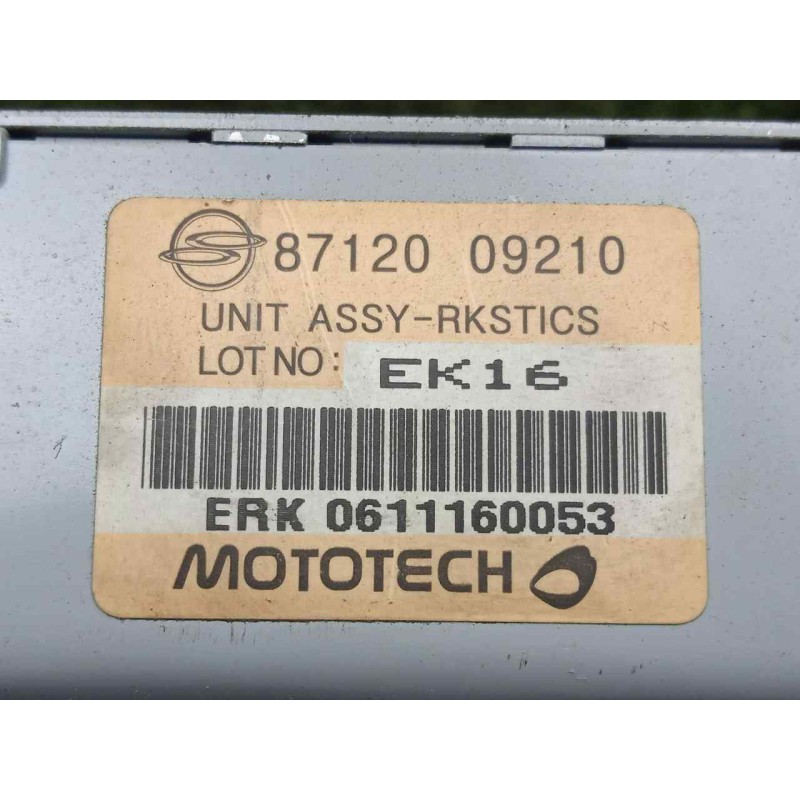 87120 09210
UNIT ASSY-RKSTICS
LOT NO: EK16
ERK 0611160053
MOTOTECH